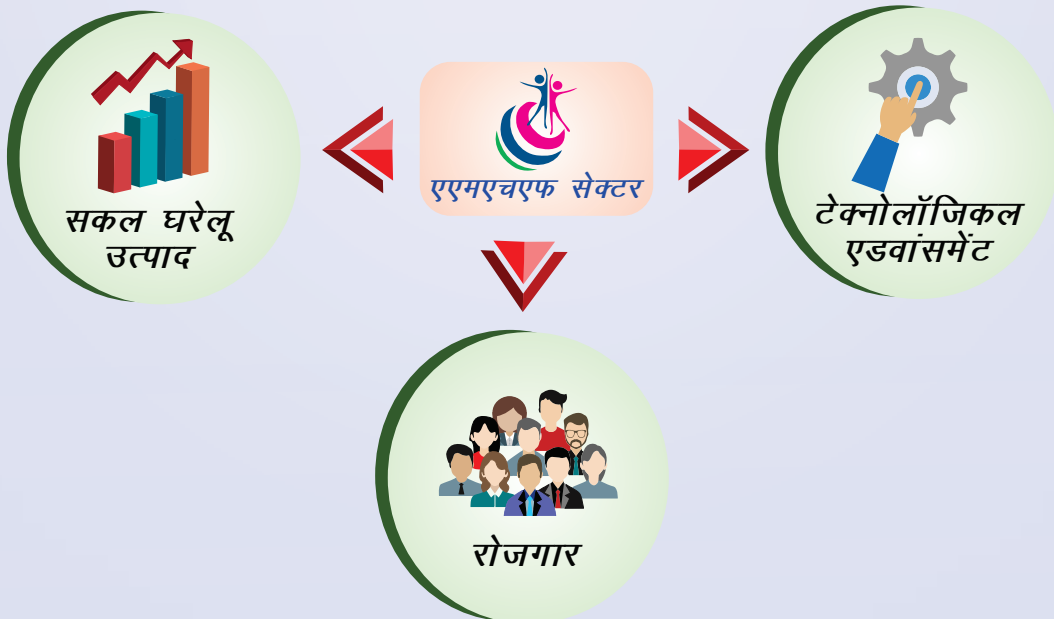 सकल घरेलू
उत्पाद
एएमएचएफ सेक्टर
टेक्नोलॉजिकल
एडवांसमेंट
रोजगार